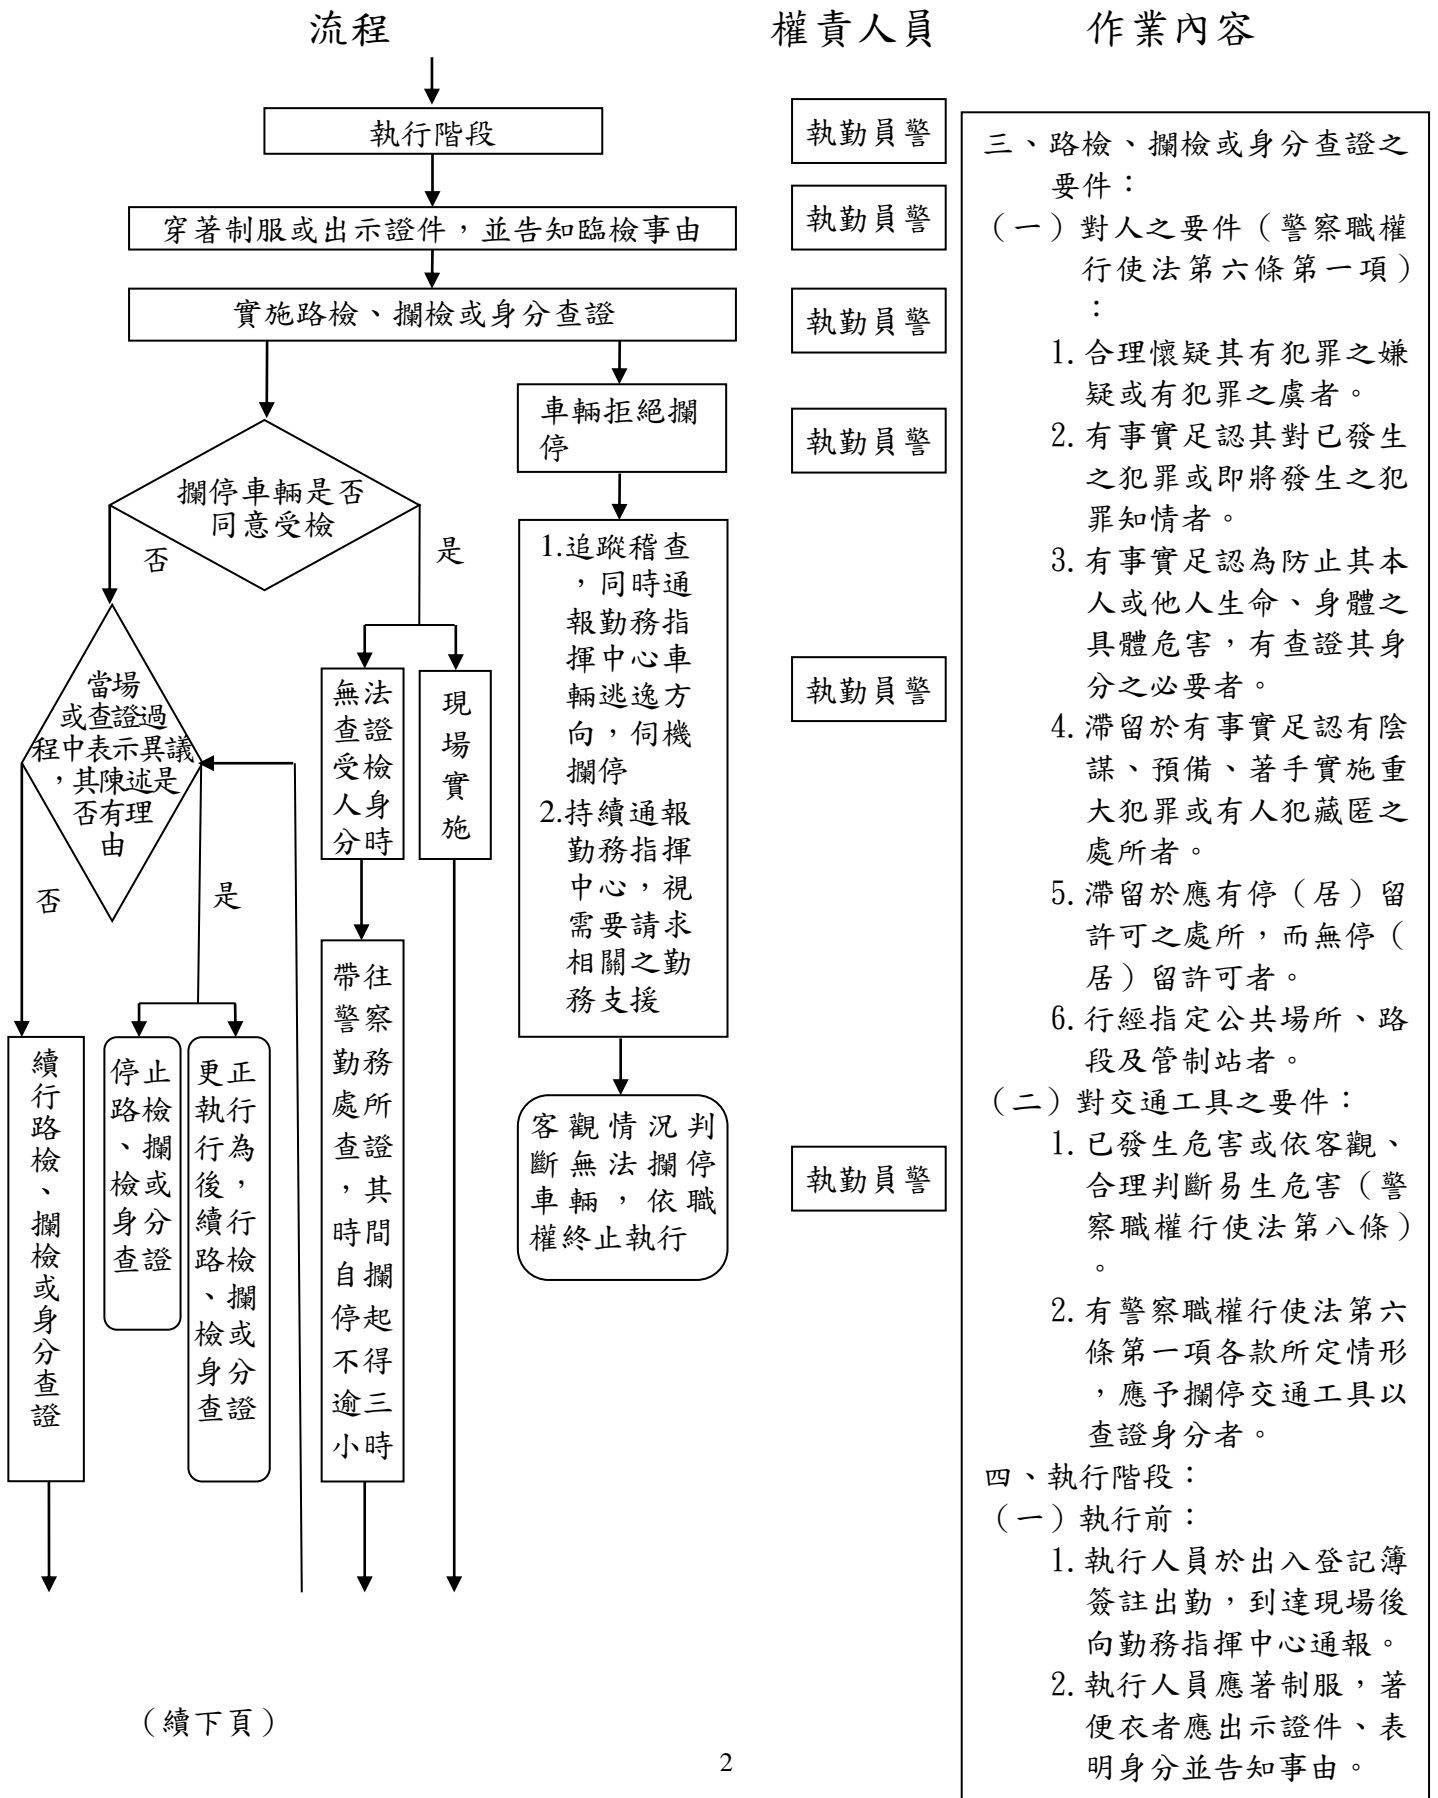 流程
權責人員
作業內容
執行階段
穿著制服或出示證件，並告知臨檢事由
實施路檢、攔檢或身分查證
攔停車輛是否
同意受檢
否
是
車輛拒絕攔
停
1.追蹤稽查
，同時通
報勤務指
揮中心車
輛逃逸方
向，伺機
攔停
2.持續通報
勤務指揮
中心，視
需要請求
相關之勤
務支援
客觀情況判
斷無法攔停
車輛，依職
權終止執行
當場
或查證過
程中表示異議
，其陳述是
否有理
由
否
是
無法
查證
受檢
人身
分時
現
場
實
施
帶往
警察
勤務
處所
查證
，其
時間
自攔
停起
不得
逾三
小時
續
行
路
檢
、
攔
檢
或
身
分
查
證
停止
路檢
、攔
檢或
身分
查證
更正
執行
行為
後，
續行
路檢
、攔
檢或
身分
查證
（續下頁）
執勤員警
執勤員警
執勤員警
執勤員警
執勤員警
執勤員警
三、路檢、攔檢或身分查證之
要件：
（一）對人之要件（警察職權
行使法第六條第一項）
：
1.合理懷疑其有犯罪之嫌
疑或有犯罪之虞者。
2.有事實足認其對已發生
之犯罪或即將發生之犯
罪知情者。
3.有事實足認為防止其本
人或他人生命、身體之
具體危害，有查證其身
分之必要者。
4.滯留於有事實足認有陰
謀、預備、著手實施重
大犯罪或有人犯藏匿之
處所者。
5.滯留於應有停（居）留
許可之處所，而無停（
居）留許可者。
6.行經指定公共場所、路
段及管制站者。
（二）對交通工具之要件：
1.已發生危害或依客觀、
合理判斷易生危害（警
察職權行使法第八條）
。
2.有警察職權行使法第六
條第一項各款所定情形
，應予攔停交通工具以
查證身分者。
四、執行階段：
（一）執行前：
1.執行人員於出入登記簿
簽註出勤，到達現場後
向勤務指揮中心通報。
2.執行人員應著制服，著
便衣者應出示證件、表
明身分並告知事由。
2